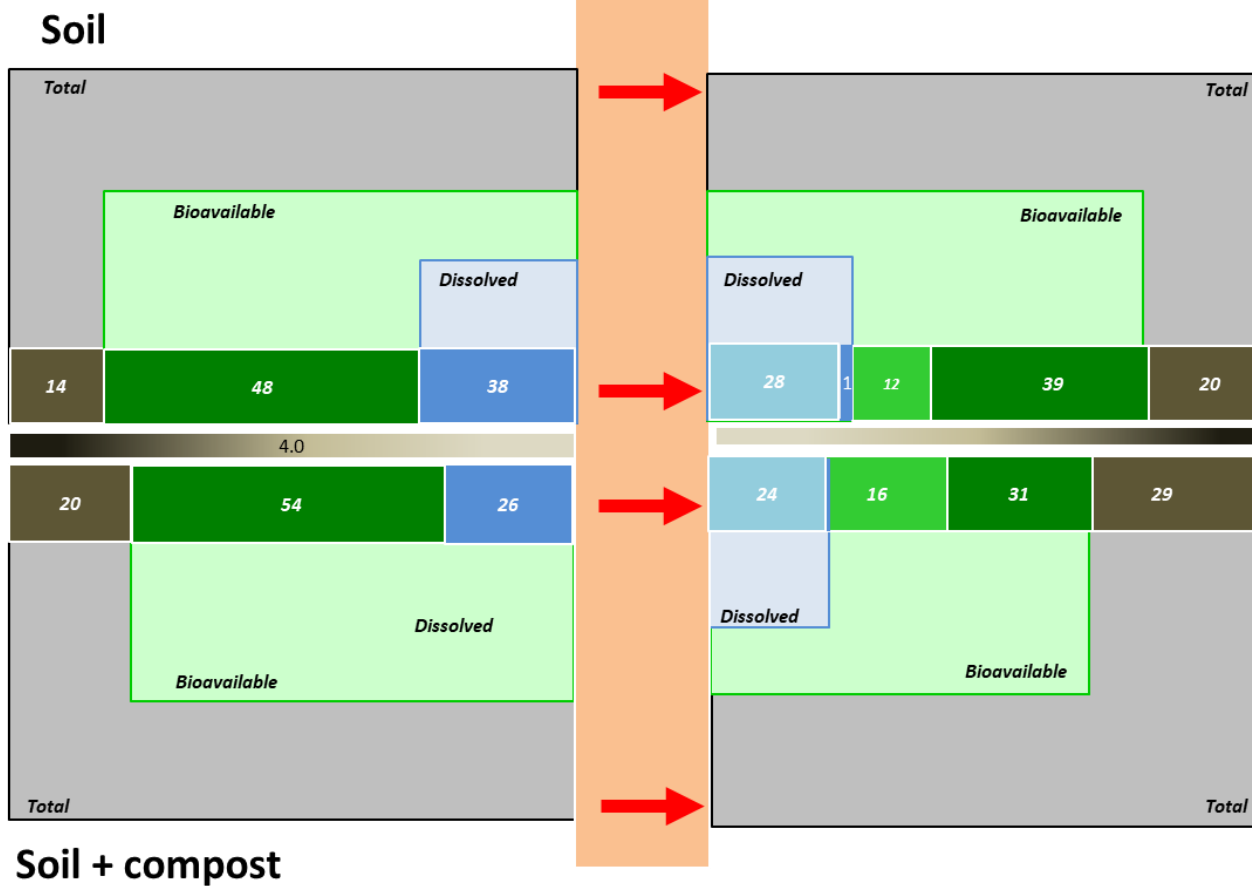 Soil
Total
Total
Bioavailable
Bioavailable
Dissolved
Dissolved
14 48 38
28 1 12 39 20
4.0
20 54 26
24 16 31 29
Dissolved
Dissolved
Bioavailable
Bioavailable
Total
Total
Soil + compost